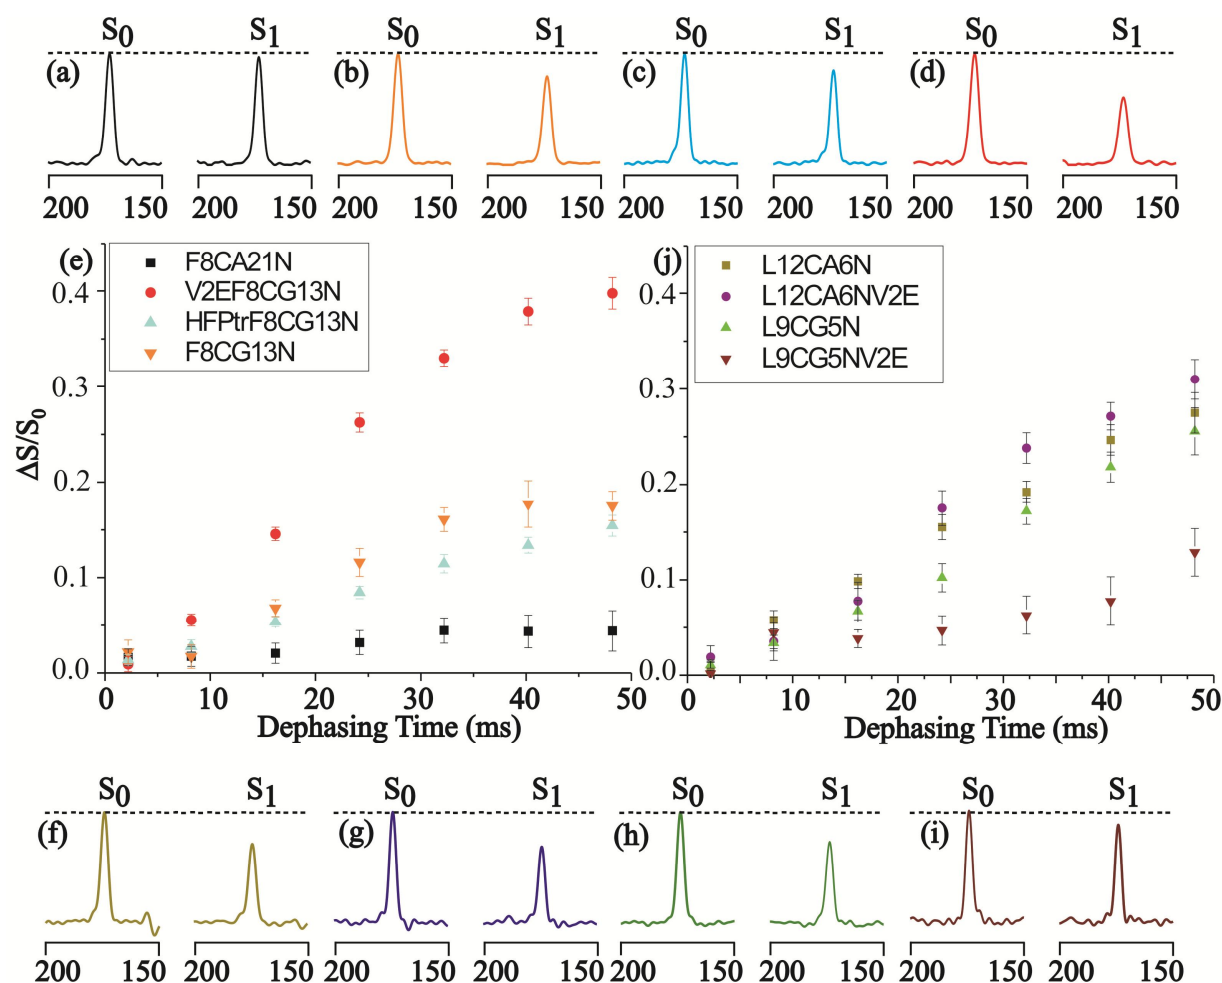 S0 S1 S0 S1 S0 S1 S0 S1
(a) (b) (c) (d)
200 150 200 150 200 150 200 150 200 150 200 150 200 150 200 150
(e)
F8CA21N
V2EF8CG13N
HFPtrF8CG13N
F8CG13N
0.4
0.3
0.2
0.1
0.0
ΔS/S0
0 10 20 30 40 50
Dephasing Time (ms)
(j)
L12CA6N
L12CA6NV2E
L9CG5N
L9CG5NV2E
0.4
0.3
0.2
0.1
0.0
0 10 20 30 40 50
Dephasing Time (ms)
S0 S1 S0 S1 S0 S1 S0 S1
(f) (g) (h) (i)
200 150 200 150 200 150 200 150 200 150 200 150 200 150 200 150